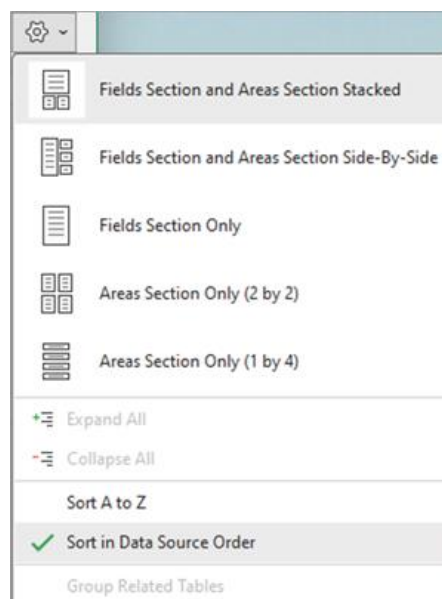 Fields Section and Areas Section Stacked
Fields Section and Areas Section Side-By-Side
Fields Section Only
Areas Section Only (2 by 2)
Areas Section Only (1 by 4)
Expand All
Collapse All
Sort A to Z
Sort in Data Source Order
Group Related Tables